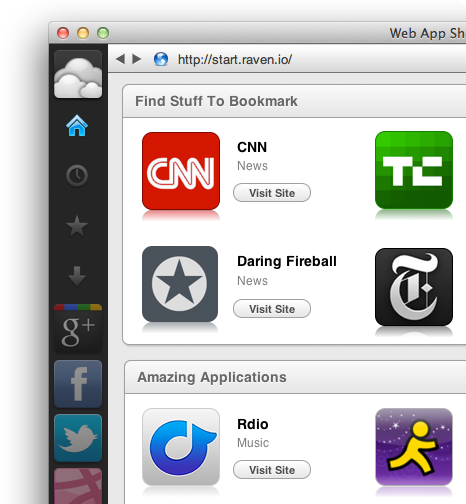 Web App Sh
http://start.raven.io/
Find Stuff To Bookmark
CNN
CNN
News
Visit Site
TC
Daring Fireball
News
Visit Site
T
g+
f
Amazing Applications
Rdio
Music
Visit Site